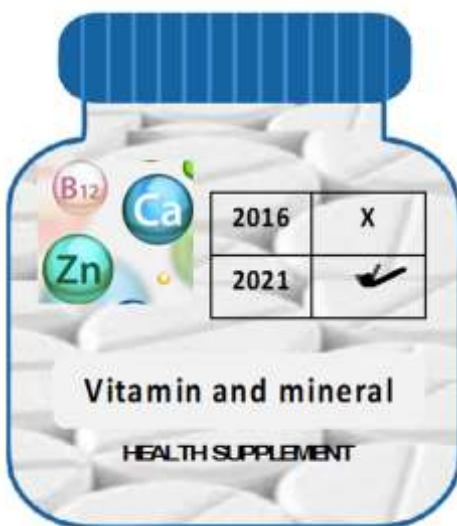 B12
Ca
Zn
2016 X
2021 ✓
Vitamin and mineral
HEALTH SUPPLEMENT